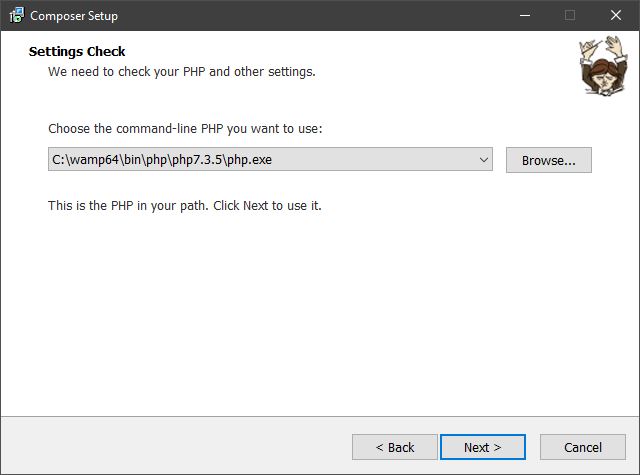 Composer Setup
Settings Check
We need to check your PHP and other settings.
Choose the command-line PHP you want to use:
C:\wamp64\bin\php\php7.3.5\php.exe
Browse...
This is the PHP in your path. Click Next to use it.
< Back
Next >
Cancel